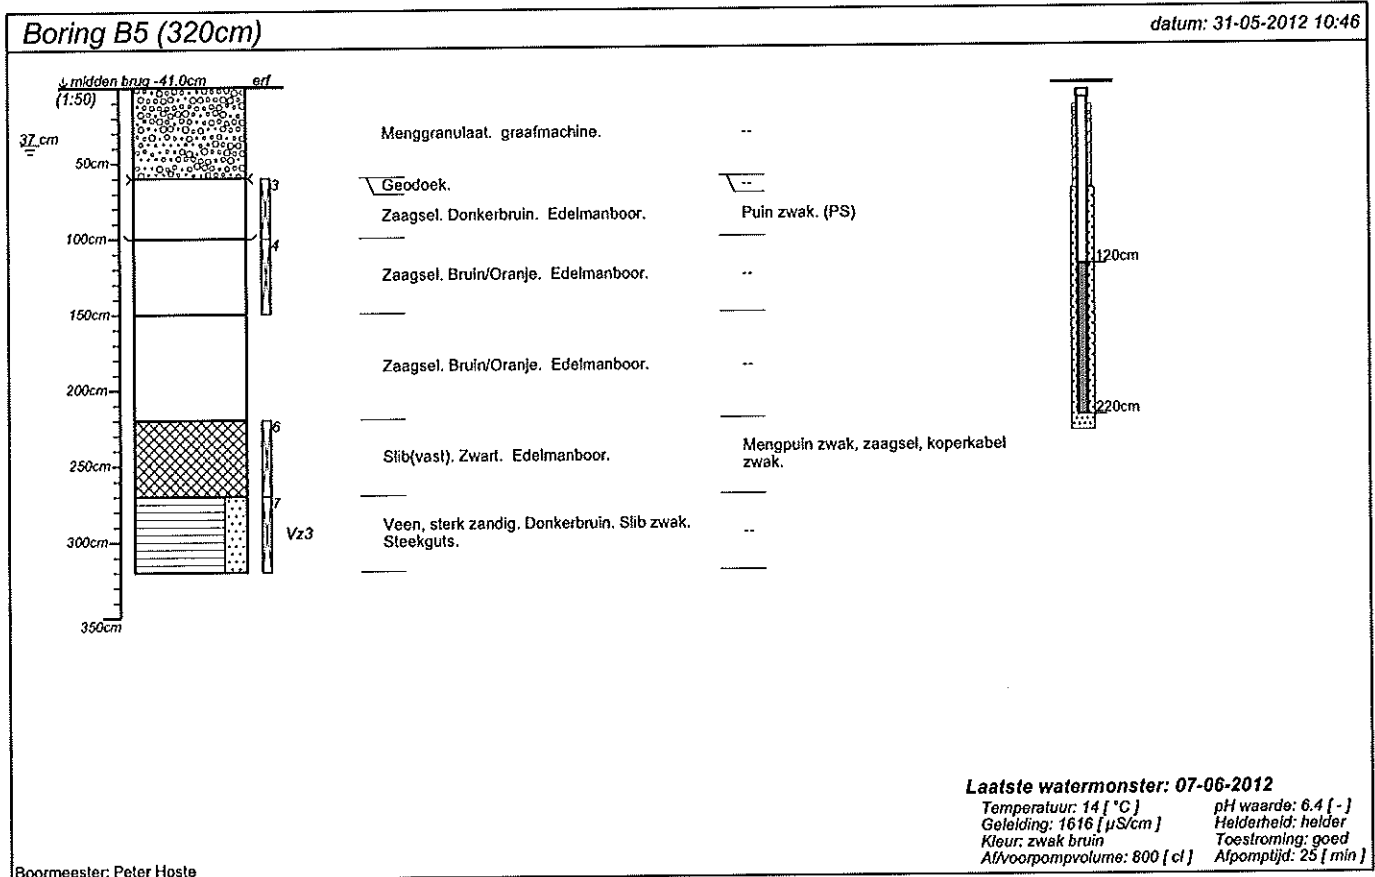 Boring B5 (320cm)
datum: 31-05-2012 10:46
midden brug -41.0cm erf
(1:50)
37 cm
50cm
100cm
150cm
200cm
250cm
300cm
350cm
3
4
6
7
Vz3
Menggranulaat. graafmachine.
--
Geodoek.
--
Zaagsel. Donkerbruin. Edelmanboor.
Puin zwak. (PS)
Zaagsel. Bruin/Oranje. Edelmanboor.
--
Zaagsel. Bruin/Oranje. Edelmanboor.
--
Slib(vast). Zwart. Edelmanboor.
Mengpuin zwak, zaagsel, koperkabel
zwak.
Veen, sterk zandig. Donkerbruin. Slib zwak.
Steekguts.
--
120cm
220cm
Laatste watermonster: 07-06-2012
Temperatuur: 14 [ °C ] pH waarde: 6.4 [ - ]
Geleiding: 1616 [ µS/cm ] Helderheid: helder
Kleur: zwak bruin Toestroming: goed
Af/voorpompvolume: 800 [ cl ] Afpomptijd: 25 [ min ]
Boormeester: Peter Hoste